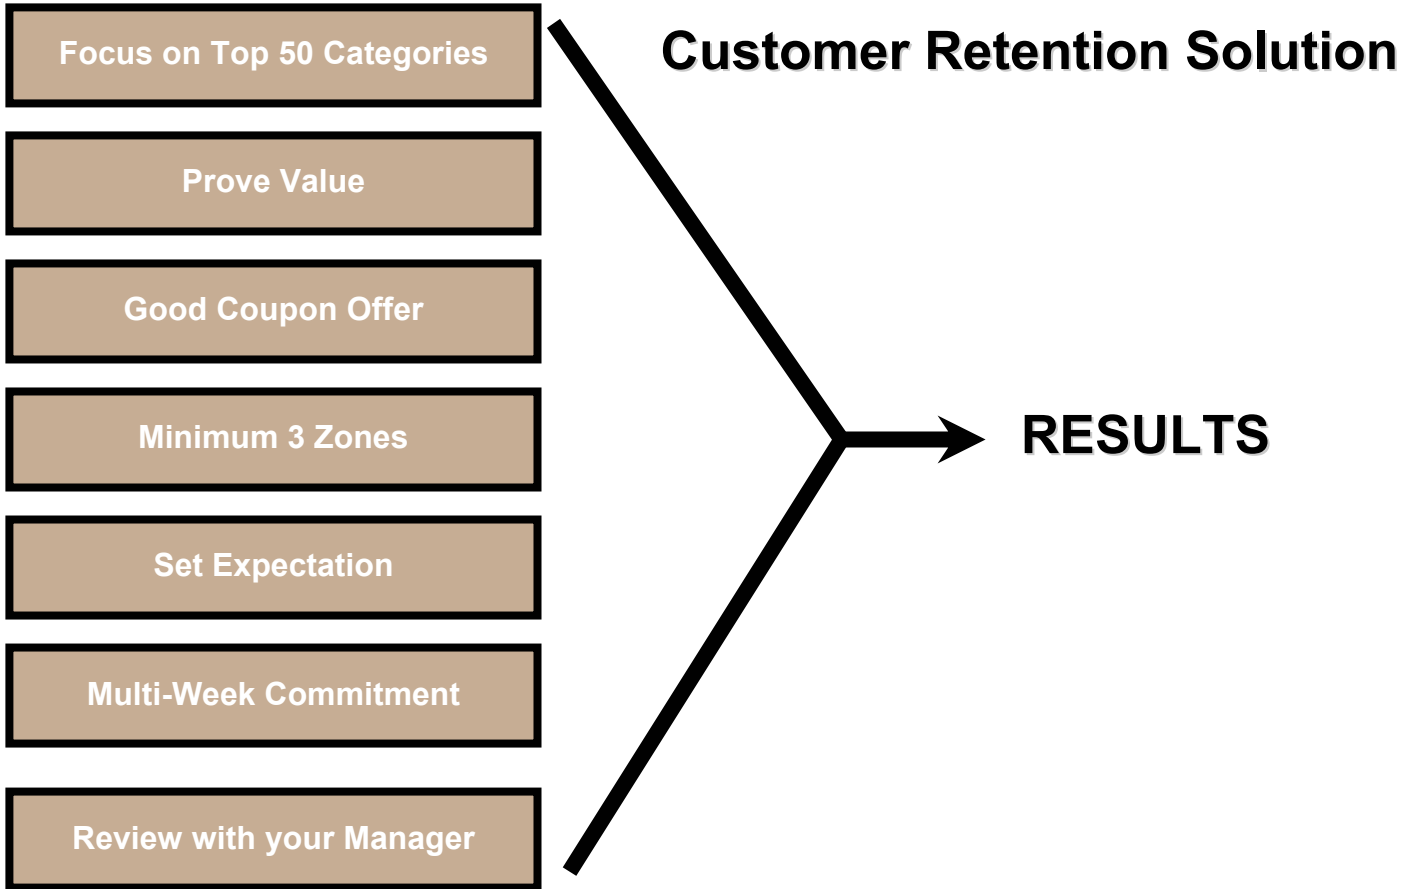 Customer Retention Solution
Focus on Top 50 Categories
Prove Value
Good Coupon Offer
Minimum 3 Zones
Set Expectation
Multi-Week Commitment
Review with your Manager
RESULTS